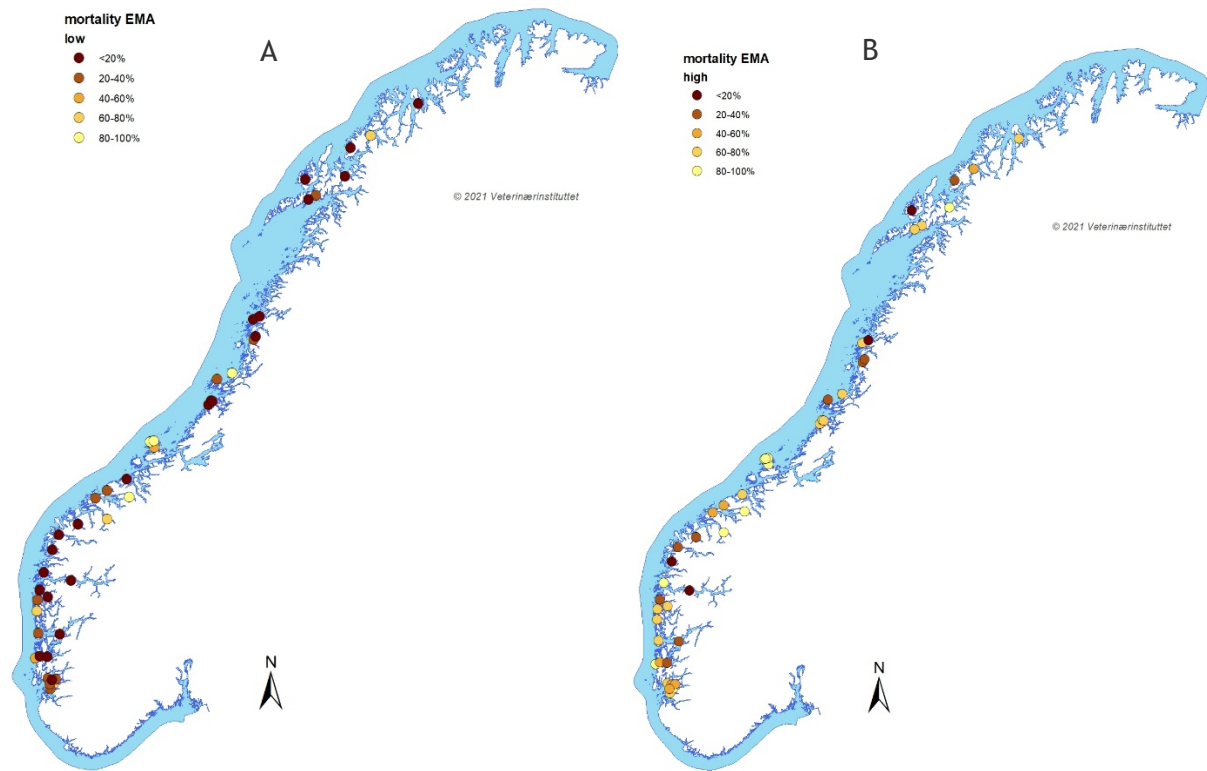 mortality EMA
low
<20%
20-40%
40-60%
60-80%
80-100%
A
© 2021 Veterinærinstituttet
N
mortality EMA
high
<20%
20-40%
40-60%
60-80%
80-100%
B
© 2021 Veterinærinstituttet
N